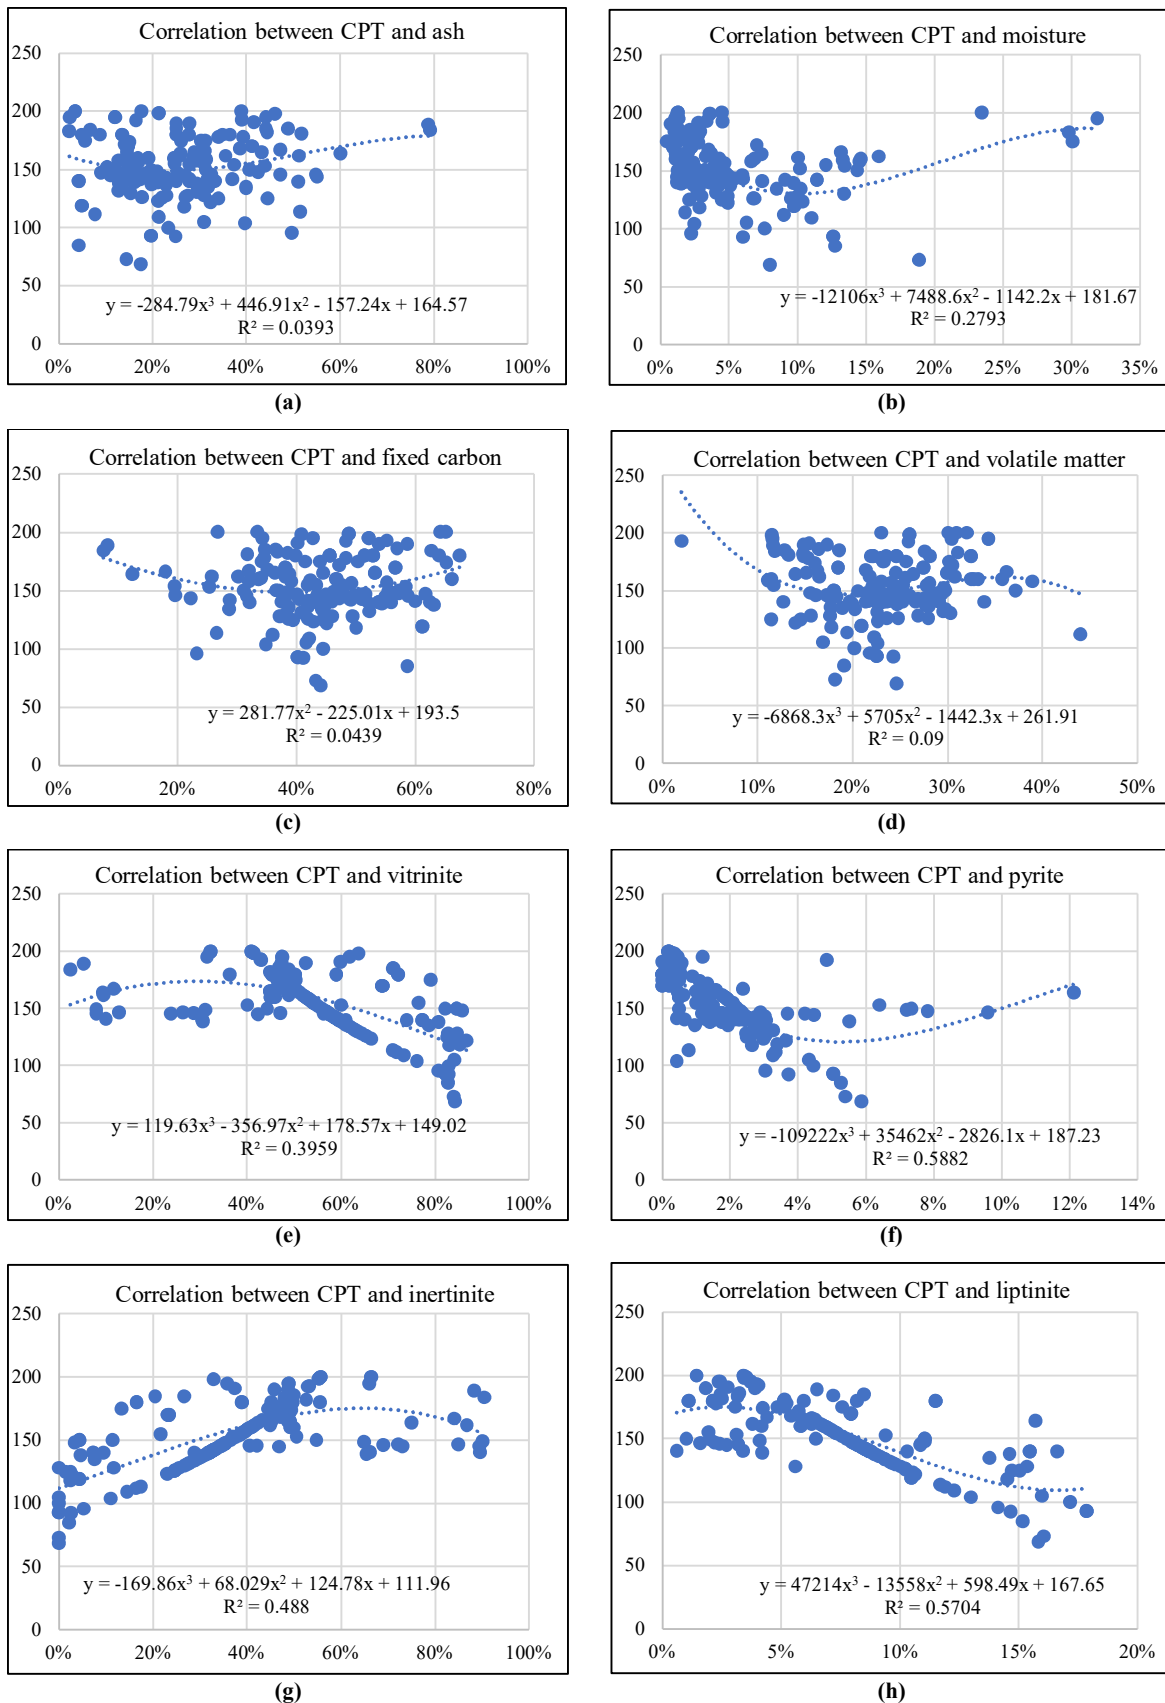 Correlation between CPT and ash
250
200
150
100
50
0
y = -284.79x³ + 446.91x² - 157.24x + 164.57
R² = 0.0393
0% 20% 40% 60% 80% 100%
(a)
Correlation between CPT and moisture
250
200
150
100
50
0
y = -12106x³ + 7488.6x² - 1142.2x + 181.67
R² = 0.2793
0% 5% 10% 15% 20% 25% 30% 35%
(b)
Correlation between CPT and fixed carbon
250
200
150
100
50
0
y = 281.77x² - 225.01x + 193.5
R² = 0.0439
0% 20% 40% 60% 80%
(c)
Correlation between CPT and volatile matter
250
200
150
100
50
0
y = -6868.3x³ + 5705x² - 1442.3x + 261.91
R² = 0.09
0% 10% 20% 30% 40% 50%
(d)
Correlation between CPT and vitrinite
250
200
150
100
50
0
y = 119.63x³ - 356.97x² + 178.57x + 149.02
R² = 0.3959
0% 20% 40% 60% 80% 100%
(e)
Correlation between CPT and pyrite
250
200
150
100
50
0
y = -109222x³ + 35462x² - 2826.1x + 187.23
R² = 0.5882
0% 2% 4% 6% 8% 10% 12% 14%
(f)
Correlation between CPT and inertinite
250
200
150
100
50
0
y = -169.86x³ + 68.029x² + 124.78x + 111.96
R² = 0.488
0% 20% 40% 60% 80% 100%
(g)
Correlation between CPT and liptinite
250
200
150
100
50
0
y = 47214x³ - 13558x² + 598.49x + 167.65
R² = 0.5704
0% 5% 10% 15% 20%
(h)